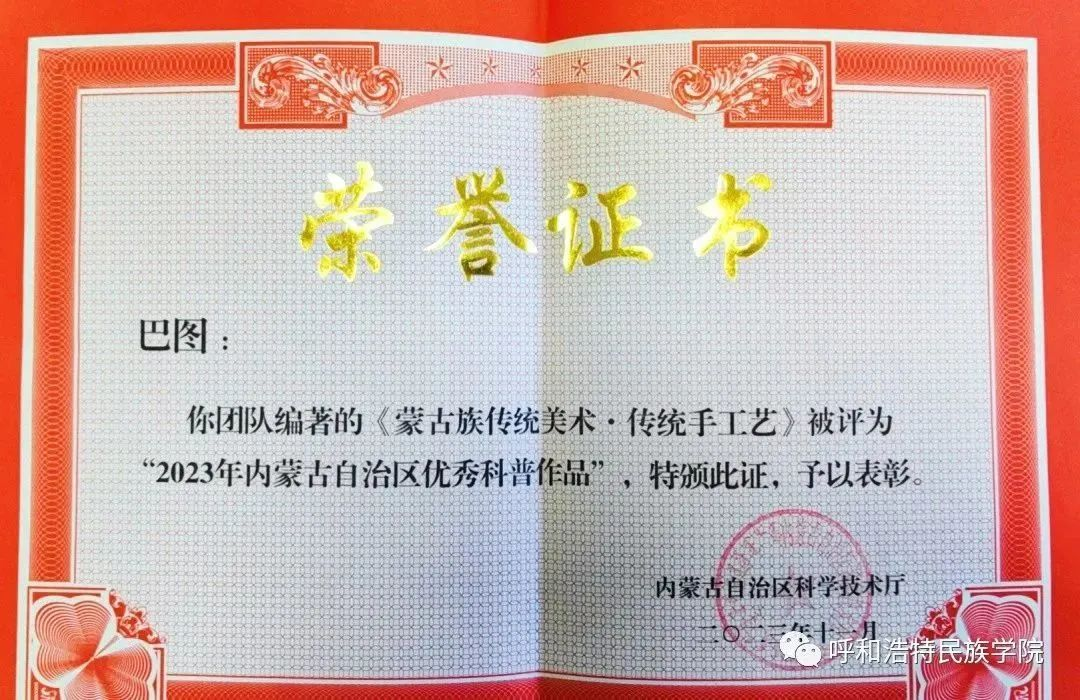 荣誉证书
巴图：
你团队编著的《蒙古族传统美术·传统手工艺》被评为
“2023年内蒙古自治区优秀科普作品”，特颁此证，予以表彰。
内蒙古自治区科学技术厅
二〇二三年十一月
呼和浩特民族学院